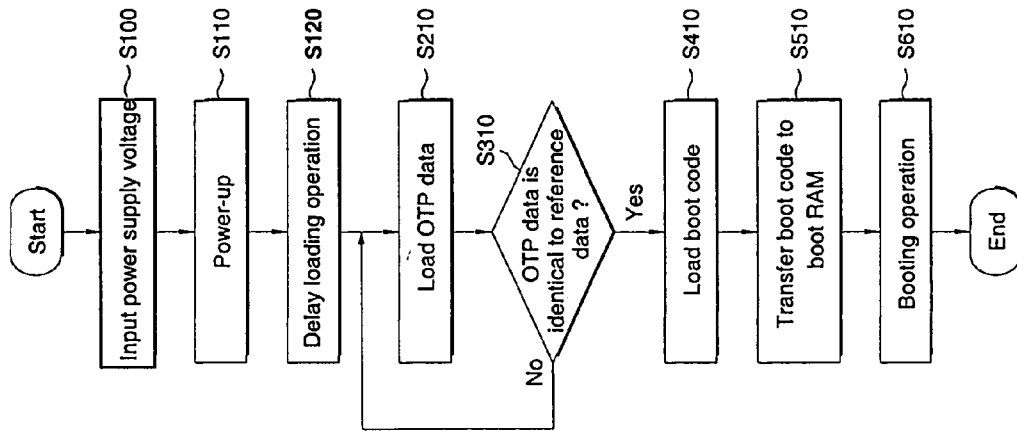 Start
Input power supply voltage
S100
Power-up
S110
Delay loading operation
S120
Load OTP data
S210
S310
OTP data is
identical to reference
data ?
No
Yes
Load boot code
S410
Transfer boot code to
boot RAM
S510
Booting operation
S610
End